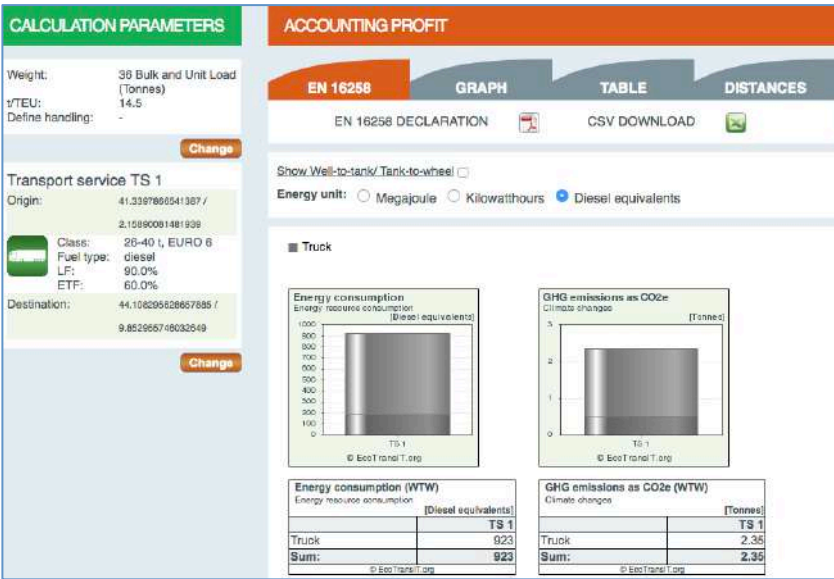 CALCULATION PARAMETERS
Weight: 36 Bulk and Unit Load
(Tonnes)
t/TEU: 14.5
Define handling: -
Change
Transport service TS 1
Origin: 41.3397866541387 /
2.15890081481939
Class: 26-40 t, EURO 6
Fuel type: diesel
LF: 90.0%
ETF: 60.0%
Destination: 44.108295628657885 /
9.852955746032649
Change
ACCOUNTING PROFIT
EN 16258 GRAPH TABLE DISTANCES
EN 16258 DECLARATION CSV DOWNLOAD
Show Well-to-tank/ Tank-to-wheel
Energy unit: Megajoule Kilowatthours Diesel equivalents
Truck
Energy consumption
Energy resource consumption
[Diesel equivalents]
1000
900
800
700
600
500
400
300
200
100
0
TS 1
© EcoTransIT.org
GHG emissions as CO2e
Climate changes
[Tonnes]
3
2
1
0
TS 1
© EcoTransIT.org
Energy consumption (WTW)
Energy resource consumption
[Diesel equivalents]
TS 1
Truck 923
Sum: 923
© EcoTransIT.org
GHG emissions as CO2e (WTW)
Climate changes
[Tonnes]
TS 1
Truck 2.35
Sum: 2.35
© EcoTransIT.org